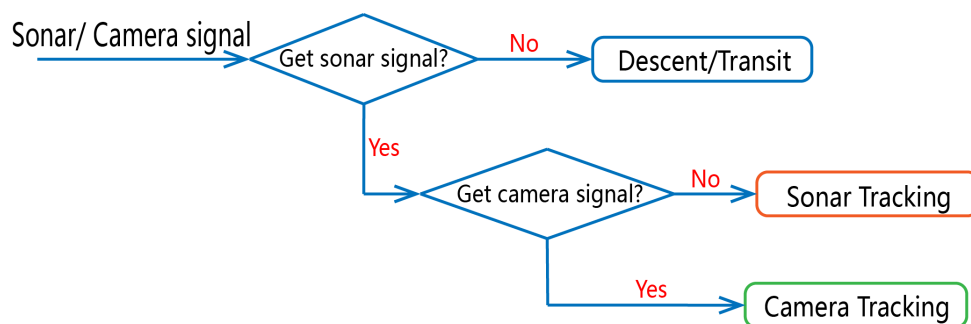 Sonar/ Camera signal
Get sonar signal?
No
Descent/Transit
Yes
Get camera signal?
No
Sonar Tracking
Yes
Camera Tracking